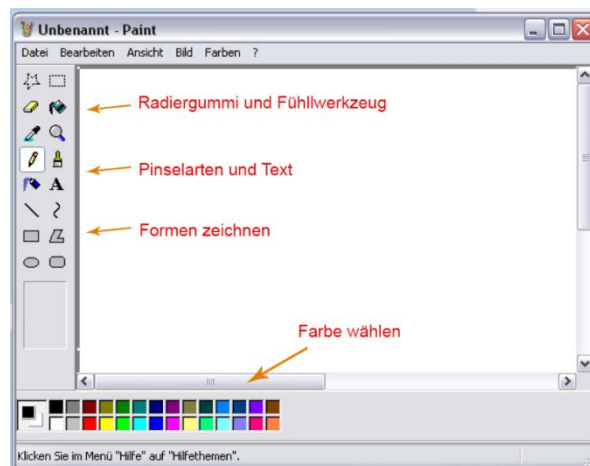 Unbenannt - Paint
Datei Bearbeiten Ansicht Bild Farben ?
Radiergummi und Fühllwerkzeug
Pinselarten und Text
A
Formen zeichnen
Farbe wählen
Klicken Sie im Menü "Hilfe" auf "Hilfethemen".